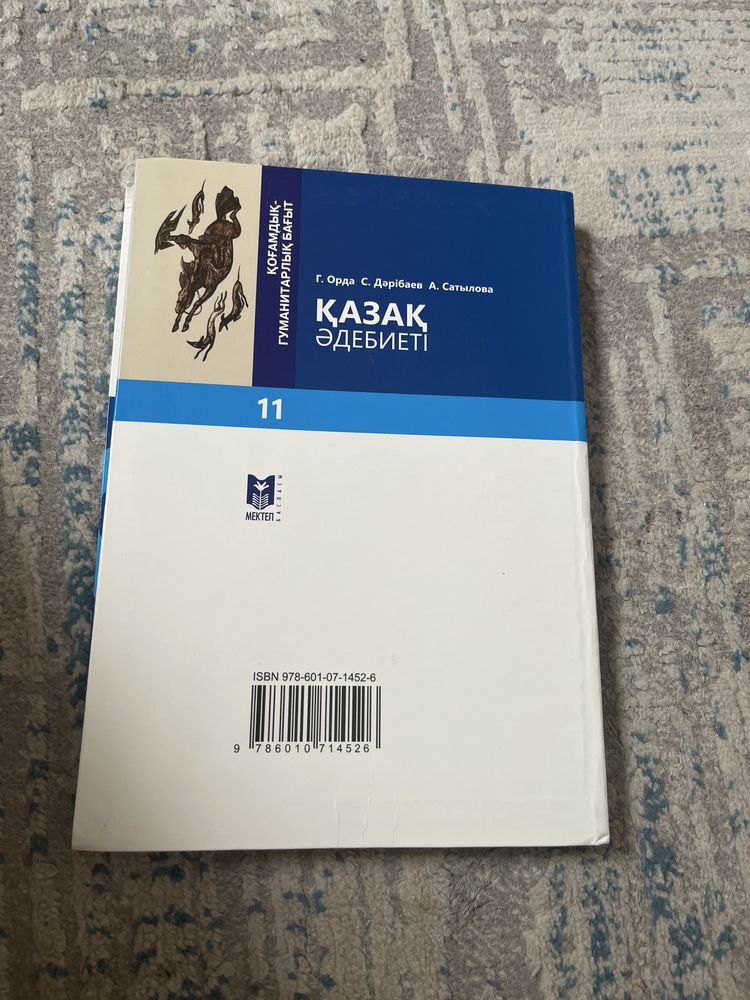 ҚОҒАМДЫҚ-
ГУМАНИТАРЛЫҚ БАҒЫТ
Г. Орда С. Дәрібаев А. Сатылова
ҚАЗАҚ
ӘДЕБИЕТІ
11
МЕКТЕП
БАСПАСЫ
ISBN 978-601-07-1452-6
9 786010 714526